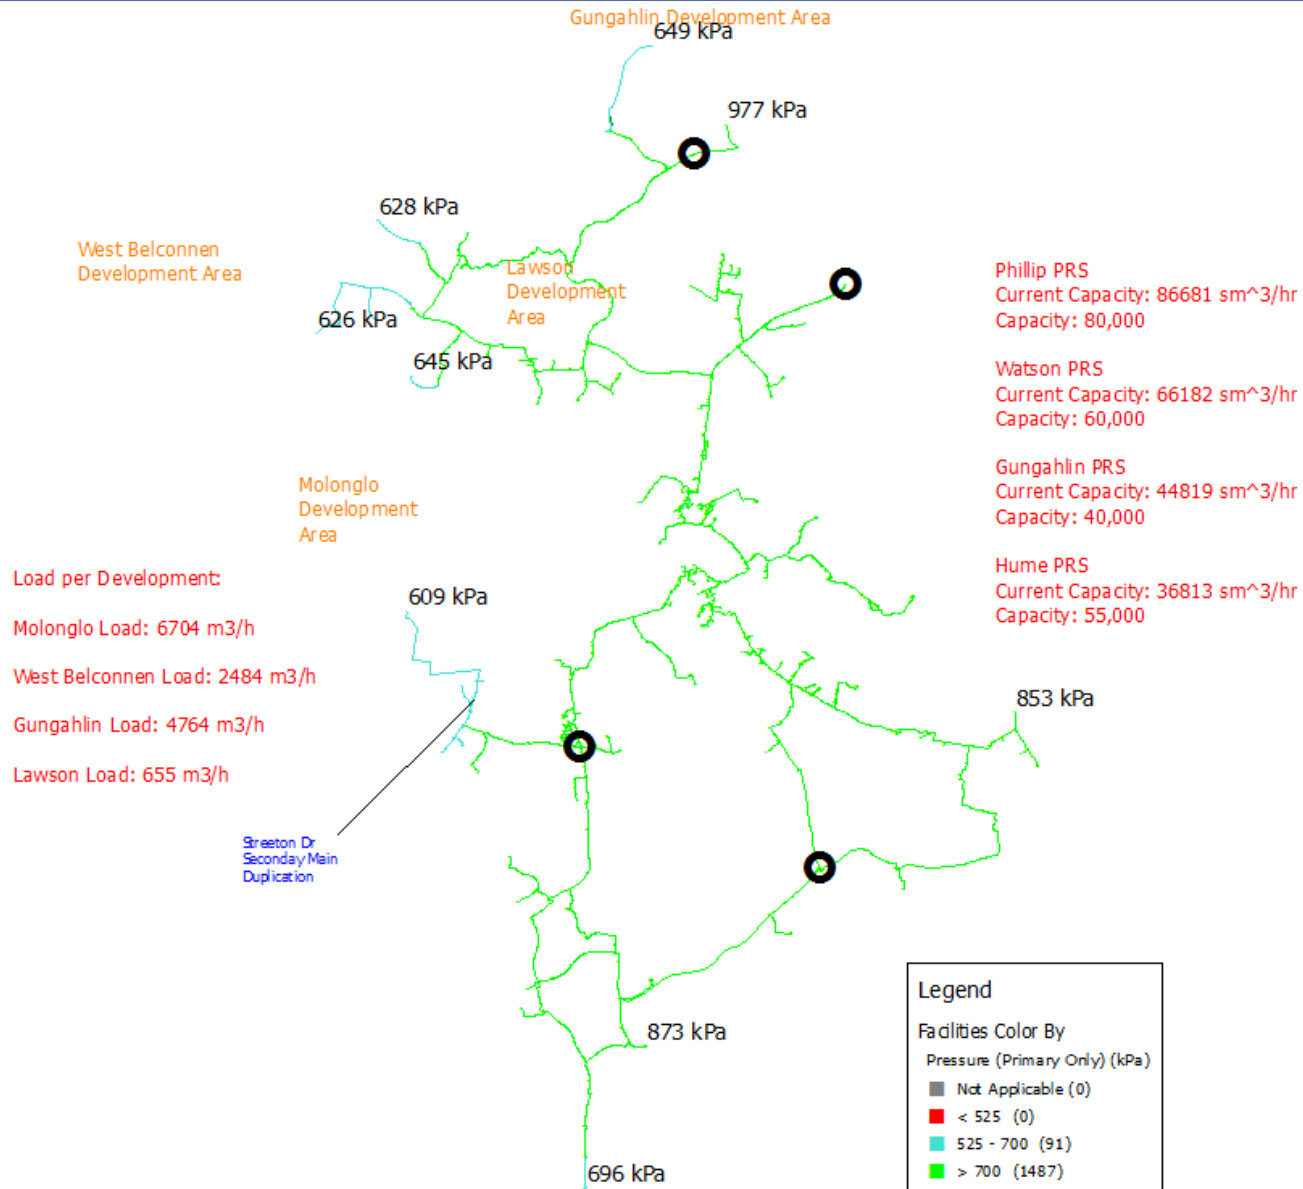 Gungahlin Development Area
649 kPa
977 kPa
628 kPa
West Belconnen
Development Area
626 kPa
645 kPa
Lawson
Development
Area
Phillip PRS
Current Capacity: 86681 sm^3/hr
Capacity: 80,000
Watson PRS
Current Capacity: 66182 sm^3/hr
Capacity: 60,000
Gungahlin PRS
Current Capacity: 44819 sm^3/hr
Capacity: 40,000
Hume PRS
Current Capacity: 36813 sm^3/hr
Capacity: 55,000
Molonglo
Development
Area
Load per Development:
Molonglo Load: 6704 m3/h
West Belconnen Load: 2484 m3/h
Gungahlin Load: 4764 m3/h
Lawson Load: 655 m3/h
609 kPa
853 kPa
Streeton Dr
Seconday Main
Duplication
873 kPa
696 kPa
Legend
Facilities Color By
Pressure (Primary Only) (kPa)
Not Applicable (0)
< 525 (0)
525 - 700 (91)
> 700 (1487)